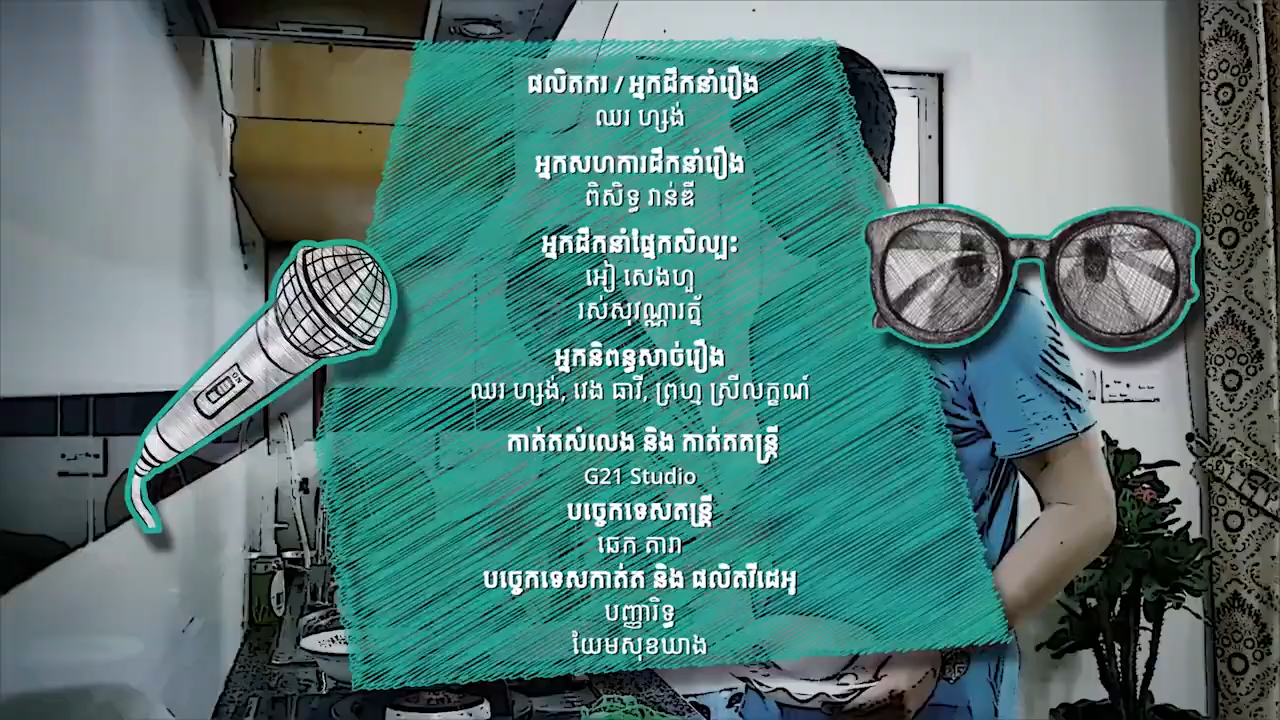 ផលិតករ / អ្នកដឹកនាំរឿង
ឈរ ហ្សង់
អ្នកសហការដឹកនាំរឿង
ពិសិទ្ធ វាន់ឌី
អ្នកដឹកនាំផ្នែកសិល្បៈ
អៀ សេងហួ
រស់សុវណ្ណារត្ន័
អ្នកនិពន្ធសាច់រឿង
ឈរ ហ្សង់, វេង ធារី, ព្រហ្ម ស្រីលក្ខណ៍
កាត់តសំលេង និង កាត់តតន្ត្រី
G21 Studio
បច្ចេកទេសតន្ត្រី
ឆេក តារា
បច្ចេកទេសកាត់ត និង ផលិតវីដេអូ
បញ្ញារិទ្ធ
យៃមសុខឃាង
ON